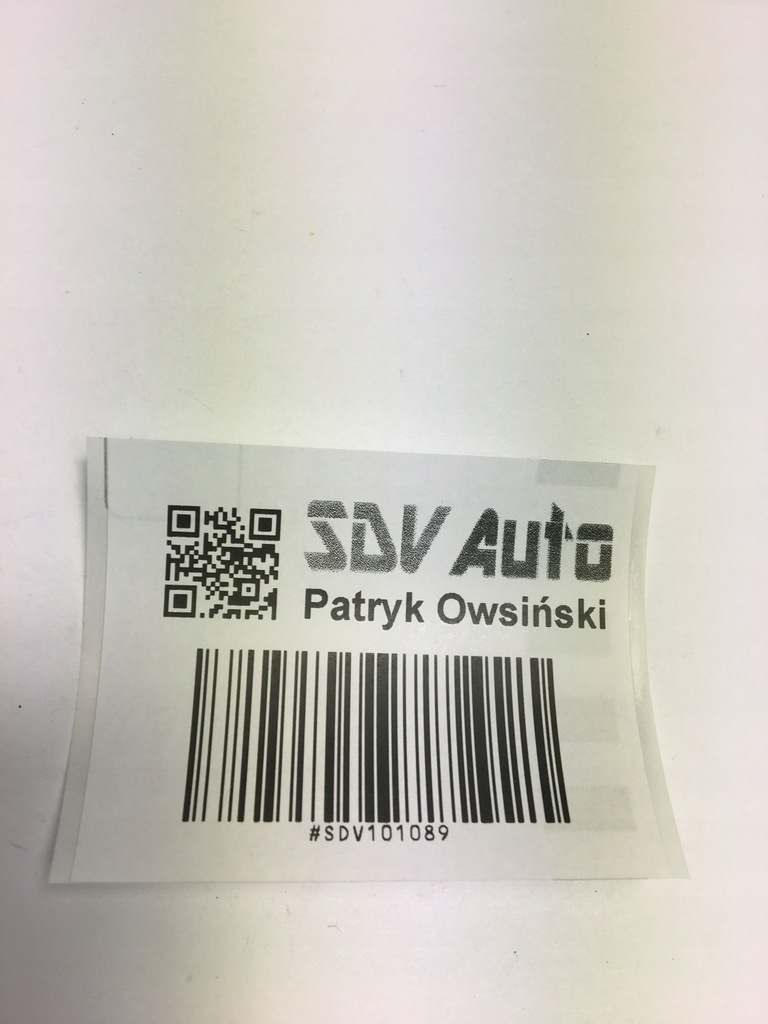 SDV Auto
Patryk Owsiński
#SDV101089